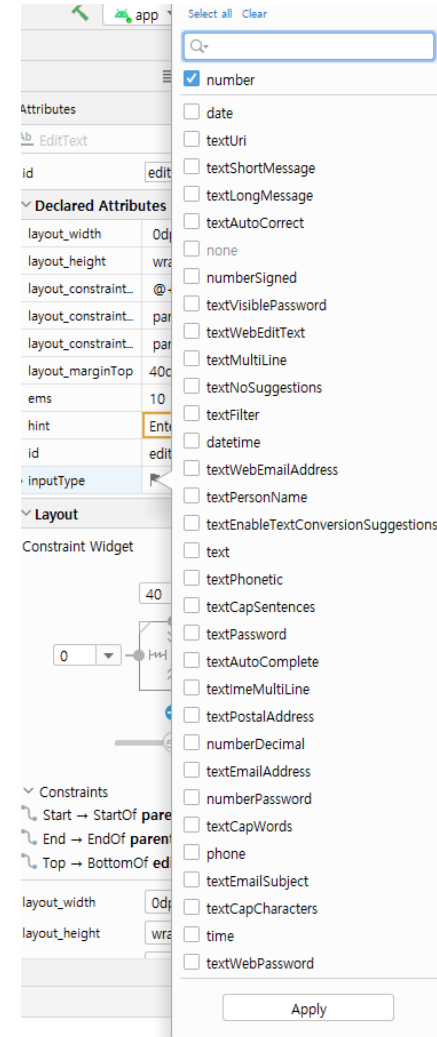 app
Select all Clear
number
Attributes
Ab EditText
id
edit
Declared Attributes
layout_width
0dp
layout_height
wra
layout_constraint...
@+
layout_constraint...
par
layout_constraint...
par
layout_marginTop
40d
ems
10
hint
Ente
id
edit
inputType
Layout
Constraint Widget
40
0
Constraints
Start → StartOf pare
End → EndOf parent
Top → BottomOf edi
layout_width
0dp
layout_height
wra
date
textUri
textShortMessage
textLongMessage
textAutoCorrect
none
numberSigned
textVisiblePassword
textWebEditText
textMultiLine
textNoSuggestions
textFilter
datetime
textWebEmailAddress
textPersonName
textEnableTextConversionSuggestions
text
textPhonetic
textCapSentences
textPassword
textAutoComplete
textImeMultiLine
textPostalAddress
numberDecimal
textEmailAddress
numberPassword
textCapWords
phone
textEmailSubject
textCapCharacters
time
textWebPassword
Apply